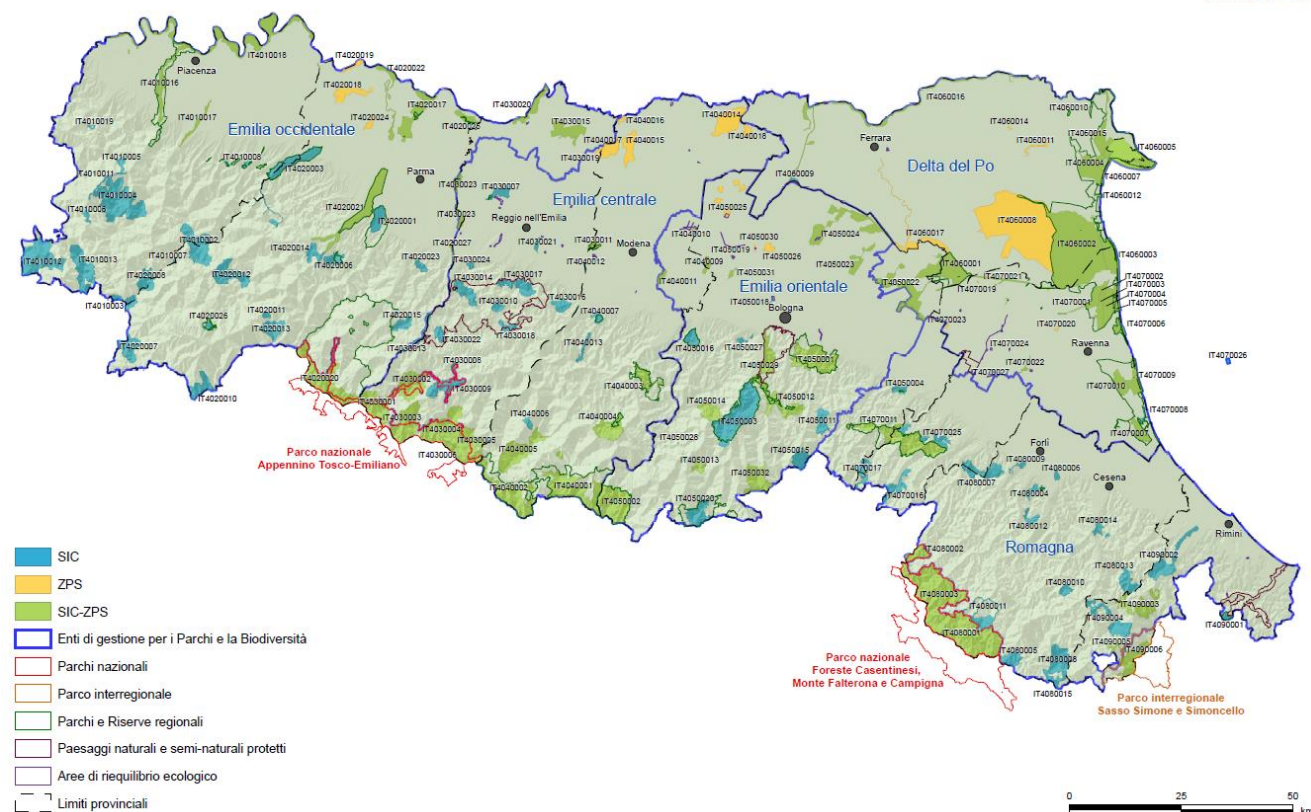 IT4010018
IT4020019
IT4020022
Piacenza
IT4010016
IT4020018
IT4020017
IT4030020
IT4060016
IT4060010
IT4010019
IT4010017
Emilia occidentale
IT4020024
IT4020025
IT4030015
IT4040016
IT4040014
IT4040017
IT4040015
IT4040018
IT4060014
IT4060015
IT4060011
Ferrara
IT4060005
IT4010005
IT4010008
IT4020003
IT4030019
Delta del Po
IT4060004
IT4060007
IT4010011
Parma
IT4030023
IT4030007
Emilia centrale
IT4060009
IT4060012
IT4010004
IT4010006
IT4020021
IT4020001
IT4030023
Reggio nell'Emilia
IT4050025
IT4060008
IT4010002
IT4020014
IT4020027
IT4030021
IT4030011
Modena
IT4040010
IT4050030
IT4050024
IT4060017
IT4060002
IT4010012
IT4010013
IT4010007
IT4020006
IT4020023
IT4030024
IT4040012
IT4040009
IT4050019
IT4050026
IT4050023
IT4060001
IT4060003
IT4020008
IT4020012
IT4030014
IT4030017
IT4040011
IT4050031
Emilia orientale
IT4050022
IT4070021
IT4070019
IT4070002
IT4070003
IT4070004
IT4070005
IT4010003
IT4030010
IT4030016
IT4050018
Bologna
IT4070001
IT4070006
IT4020026
IT4020011
IT4020013
IT4020015
IT4030018
IT4040007
IT4070023
IT4070020
Ravenna
IT4020007
IT4030013
IT4030022
IT4040013
IT4050016
IT4050027
IT4050001
IT4070024
IT4070022
IT4070026
IT4030008
IT4050029
IT4070027
IT4070009
IT4020020
IT4030002
IT4030009
IT4040003
IT4050004
IT4070010
IT4020010
IT4030001
IT4050014
IT4050012
IT4070008
IT4030003
IT4030004
IT4040006
IT4040004
IT4050003
IT4050011
IT4070011
IT4070025
IT4070007
IT4030005
IT4050028
Forlì
Parco nazionale
Appennino Tosco-Emiliano
IT4030006
IT4040005
IT4050013
IT4050015
IT4080009
IT4080006
IT4070017
IT4080007
Cesena
IT4040002
IT4040001
IT4050032
IT4070016
IT4080004
IT4050002
IT4050020
IT4080012
IT4080014
Rimini
Romagna
IT4080002
IT4090002
IT4080013
IT4080003
IT4080010
IT4080011
IT4090003
IT4090004
IT4090001
IT4080001
IT4090005
IT4090006
IT4080005
IT4080008
IT4080015
Parco nazionale
Foreste Casentinesi,
Monte Falterona e Campigna
Parco interregionale
Sasso Simone e Simoncello
SIC
ZPS
SIC-ZPS
Enti di gestione per i Parchi e la Biodiversità
Parchi nazionali
Parco interregionale
Parchi e Riserve regionali
Paesaggi naturali e semi-naturali protetti
Aree di riequilibrio ecologico
Limiti provinciali
0 25 50
km